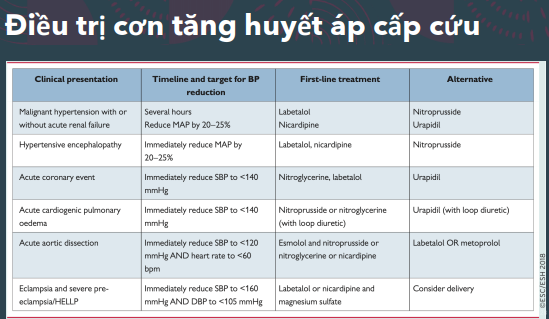 Điều trị cơn tăng huyết áp cấp cứu
Clinical presentation
Timeline and target for BP
reduction
First-line treatment
Alternative
Malignant hypertension with or
without acute renal failure
Several hours
Reduce MAP by 20–25%
Labetalol
Nicardipine
Nitroprusside
Urapidil
Hypertensive encephalopathy
Immediately reduce MAP by
20–25%
Labetalol, nicardipine
Nitroprusside
Acute coronary event
Immediately reduce SBP to <140
mmHg
Nitroglycerine, labetalol
Urapidil
Acute cardiogenic pulmonary
oedema
Immediately reduce SBP to <140
mmHg
Nitroprusside or nitroglycerine
(with loop diuretic)
Urapidil (with loop diuretic)
Acute aortic dissection
Immediately reduce SBP to <120
mmHg AND heart rate to <60
bpm
Esmolol and nitroprusside or
nitroglycerine or nicardipine
Labetalol OR metoprolol
Eclampsia and severe pre-
eclampsia/HELLP
Immediately reduce SBP to <160
mmHg AND DBP to <105 mmHg
Labetalol or nicardipine and
magnesium sulfate
Consider delivery
©ESC/ESH 2018